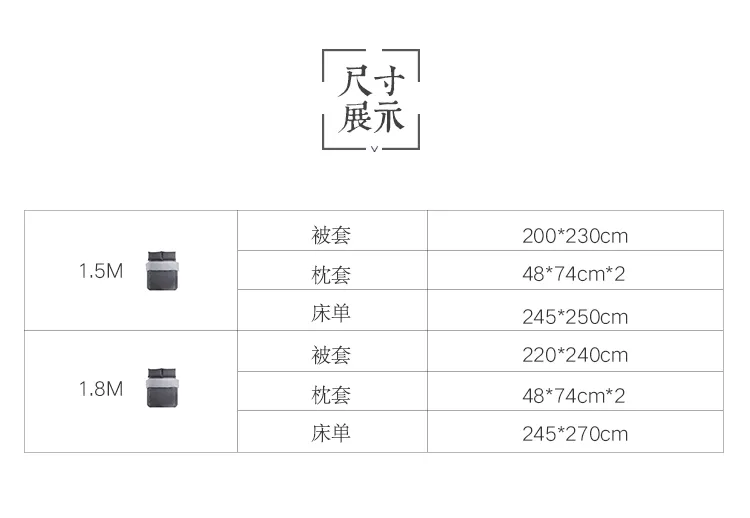 尺寸
展示
1.5M
被套 200*230cm
枕套 48*74cm*2
床单 245*250cm
1.8M
被套 220*240cm
枕套 48*74cm*2
床单 245*270cm